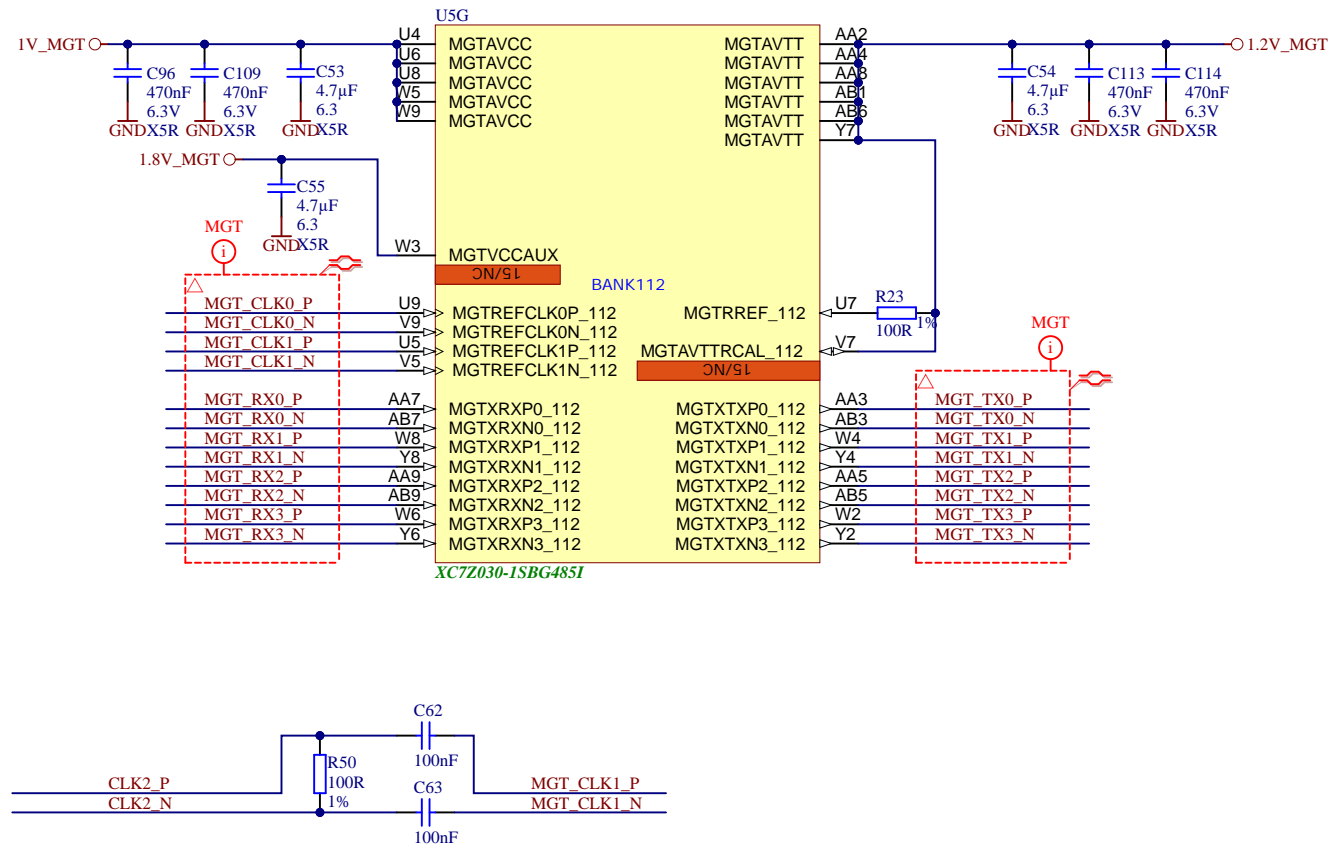 U5G
1V_MGT
C96
470nF
6.3V
X5R
GND
C109
470nF
6.3V
X5R
GND
C53
4.7µF
6.3
X5R
GND
1.8V_MGT
C55
4.7µF
6.3
X5R
GND
U4 MGTAVCC
U6 MGTAVCC
U8 MGTAVCC
W5 MGTAVCC
W9 MGTAVCC
W3 MGTVCCAUX
15/NC
BANK112
MGTAVTT AA2
MGTAVTT AA4
MGTAVTT AA8
MGTAVTT AB1
MGTAVTT AB6
MGTAVTT Y7
1.2V_MGT
C54
4.7µF
6.3
X5R
GND
C113
470nF
6.3V
X5R
GND
C114
470nF
6.3V
X5R
GND
MGT
i
MGT_CLK0_P U9 MGTREFCLK0P_112
MGT_CLK0_N V9 MGTREFCLK0N_112
MGT_CLK1_P U5 MGTREFCLK1P_112
MGT_CLK1_N V5 MGTREFCLK1N_112
MGTRREF_112 U7
R23
100R
1%
MGTAVTTRCAL_112 V7
15/NC
MGT
i
MGT_RX0_P AA7 MGTXRXP0_112
MGT_RX0_N AB7 MGTXRXN0_112
MGT_RX1_P W8 MGTXRXP1_112
MGT_RX1_N Y8 MGTXRXN1_112
MGT_RX2_P AA9 MGTXRXP2_112
MGT_RX2_N AB9 MGTXRXN2_112
MGT_RX3_P W6 MGTXRXP3_112
MGT_RX3_N Y6 MGTXRXN3_112
MGTXTXP0_112 AA3 MGT_TX0_P
MGTXTXN0_112 AB3 MGT_TX0_N
MGTXTXP1_112 W4 MGT_TX1_P
MGTXTXN1_112 Y4 MGT_TX1_N
MGTXTXP2_112 AA5 MGT_TX2_P
MGTXTXN2_112 AB5 MGT_TX2_N
MGTXTXP3_112 W2 MGT_TX3_P
MGTXTXN3_112 Y2 MGT_TX3_N
XC7Z030-1SBG485I
C62
100nF
R50
100R
1%
C63
100nF
CLK2_P
CLK2_N
MGT_CLK1_P
MGT_CLK1_N